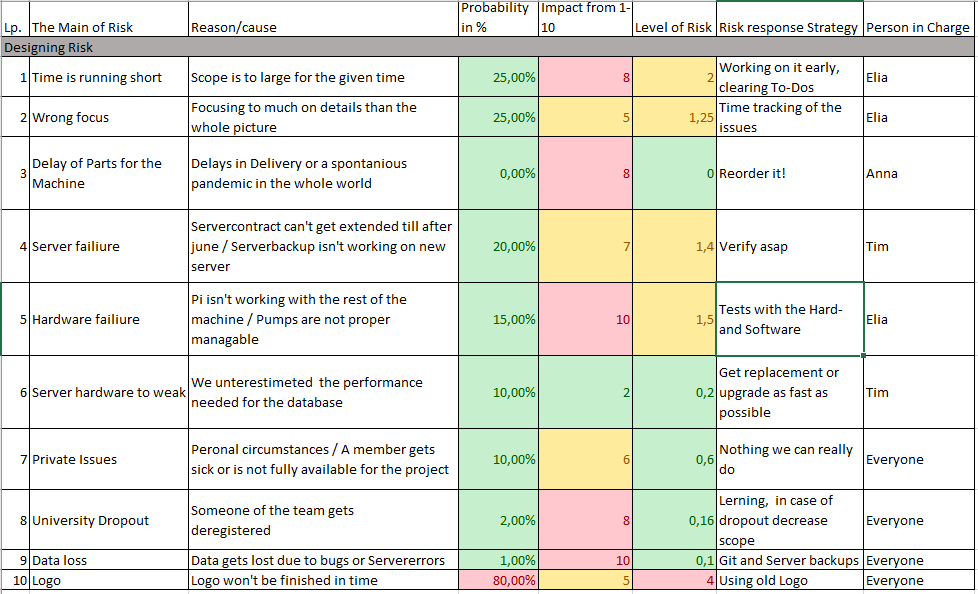 Lp. The Main of Risk Reason/cause Probability in % Impact from 1-10 Level of Risk Risk response Strategy Person in Charge
Designing Risk
1 Time is running short Scope is to large for the given time 25,00% 8 2 Working on it early, clearing To-Dos Elia
2 Wrong focus Focusing to much on details than the whole picture 25,00% 5 1,25 Time tracking of the issues Elia
3 Delay of Parts for the Machine Delays in Delivery or a spontanious pandemic in the whole world 0,00% 8 0 Reorder it! Anna
4 Server failiure Servercontract can't get extended till after june / Serverbackup isn't working on new server 20,00% 7 1,4 Verify asap Tim
5 Hardware failiure Pi isn't working with the rest of the machine / Pumps are not proper managable 15,00% 10 1,5 Tests with the Hard- and Software Elia
6 Server hardware to weak We unterestimeted the performance needed for the database 10,00% 2 0,2 Get replacement or upgrade as fast as possible Tim
7 Private Issues Peronal circumstances / A member gets sick or is not fully available for the project 10,00% 6 0,6 Nothing we can really do Everyone
8 University Dropout Someone of the team gets deregistered 2,00% 8 0,16 Lerning, in case of dropout decrease scope Everyone
9 Data loss Data gets lost due to bugs or Servererrors 1,00% 10 0,1 Git and Server backups Everyone
10 Logo Logo won't be finished in time 80,00% 5 4 Using old Logo Everyone